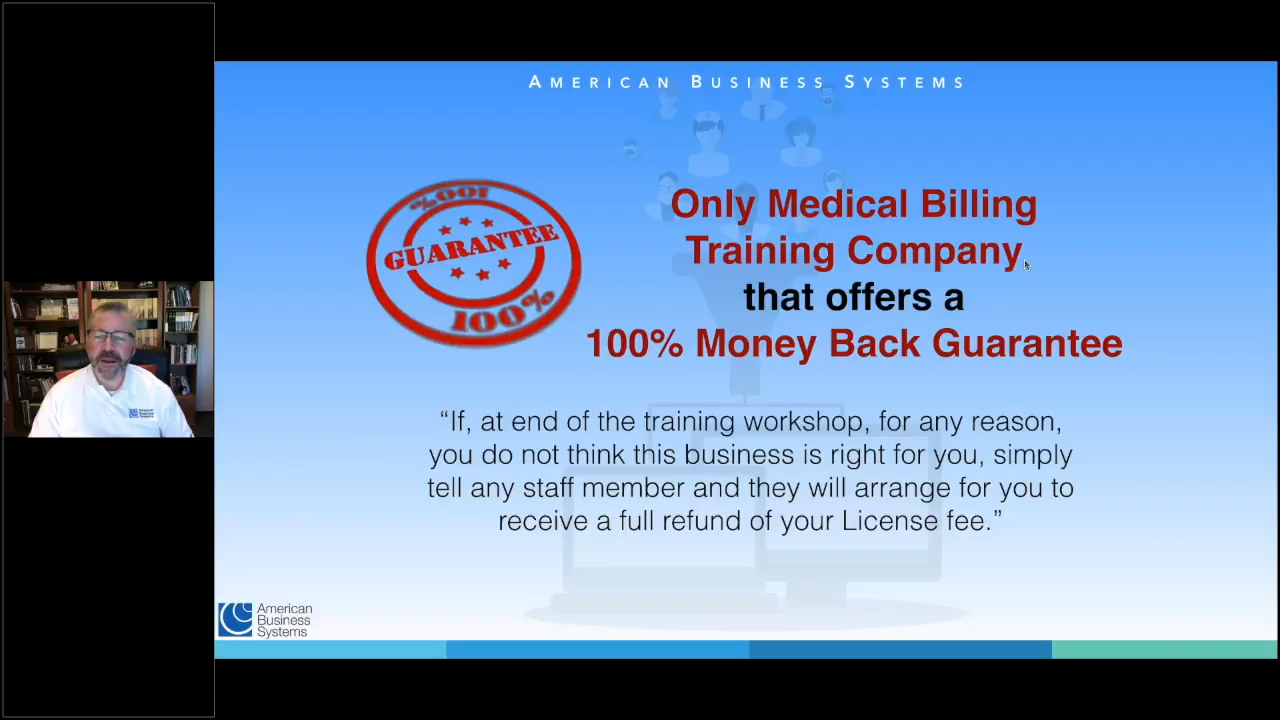 AMERICAN BUSINESS SYSTEMS
100%
GUARANTEE
100%
Only Medical Billing
Training Company
that offers a
100% Money Back Guarantee
“If, at end of the training workshop, for any reason,
you do not think this business is right for you, simply
tell any staff member and they will arrange for you to
receive a full refund of your License fee.”
American
Business
Systems
American
Business
Systems